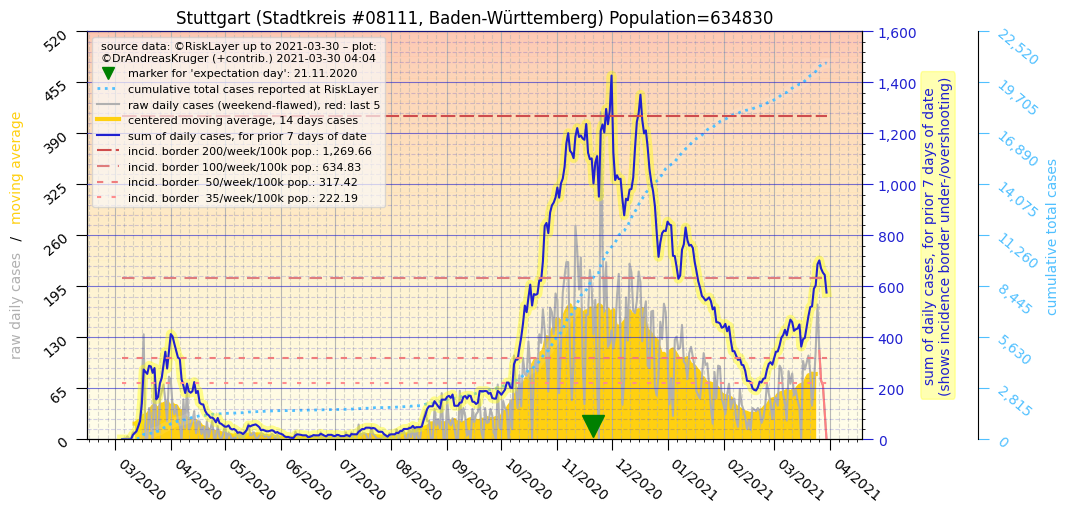 Stuttgart (Stadtkreis #08111, Baden-Württemberg) Population=634830
source data: ©RiskLayer up to 2021-03-30 – plot:
©DrAndreasKruger (+contrib.) 2021-03-30 04:04
marker for 'expectation day': 21.11.2020
cumulative total cases reported at RiskLayer
raw daily cases (weekend-flawed), red: last 5
centered moving average, 14 days cases
sum of daily cases, for prior 7 days of date
incid. border 200/week/100k pop.: 1,269.66
incid. border 100/week/100k pop.: 634.83
incid. border  50/week/100k pop.: 317.42
incid. border  35/week/100k pop.: 222.19
raw daily cases  /  moving average
520
455
390
325
260
195
130
65
0
03/2020
04/2020
05/2020
06/2020
07/2020
08/2020
09/2020
10/2020
11/2020
12/2020
01/2021
02/2021
03/2021
04/2021
1,600
1,400
1,200
1,000
800
600
400
200
0
sum of daily cases, for prior 7 days of date
(shows incidence border under-/overshooting)
22,520
19,705
16,890
14,075
11,260
8,445
5,630
2,815
0
cumulative total cases